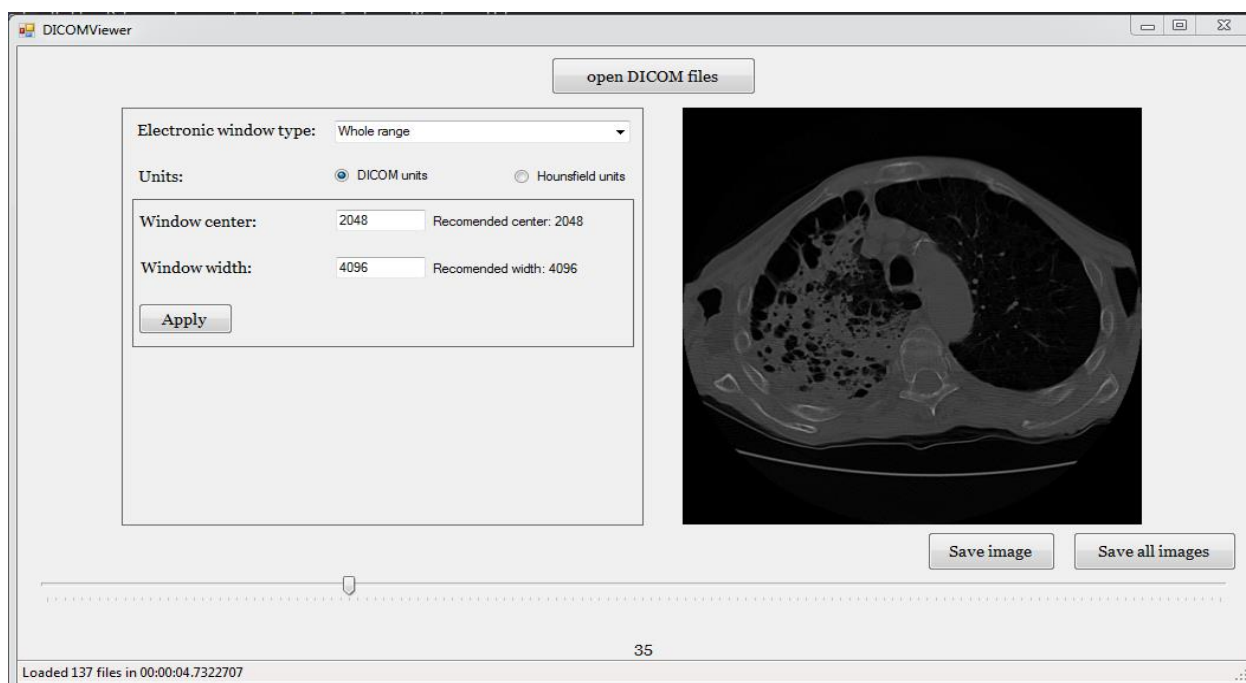 DICOMViewer
open DICOM files
Electronic window type: Whole range
Units: DICOM units Hounsfield units
Window center: 2048 Recomended center: 2048
Window width: 4096 Recomended width: 4096
Apply
Save image Save all images
35
Loaded 137 files in 00:00:04.7322707